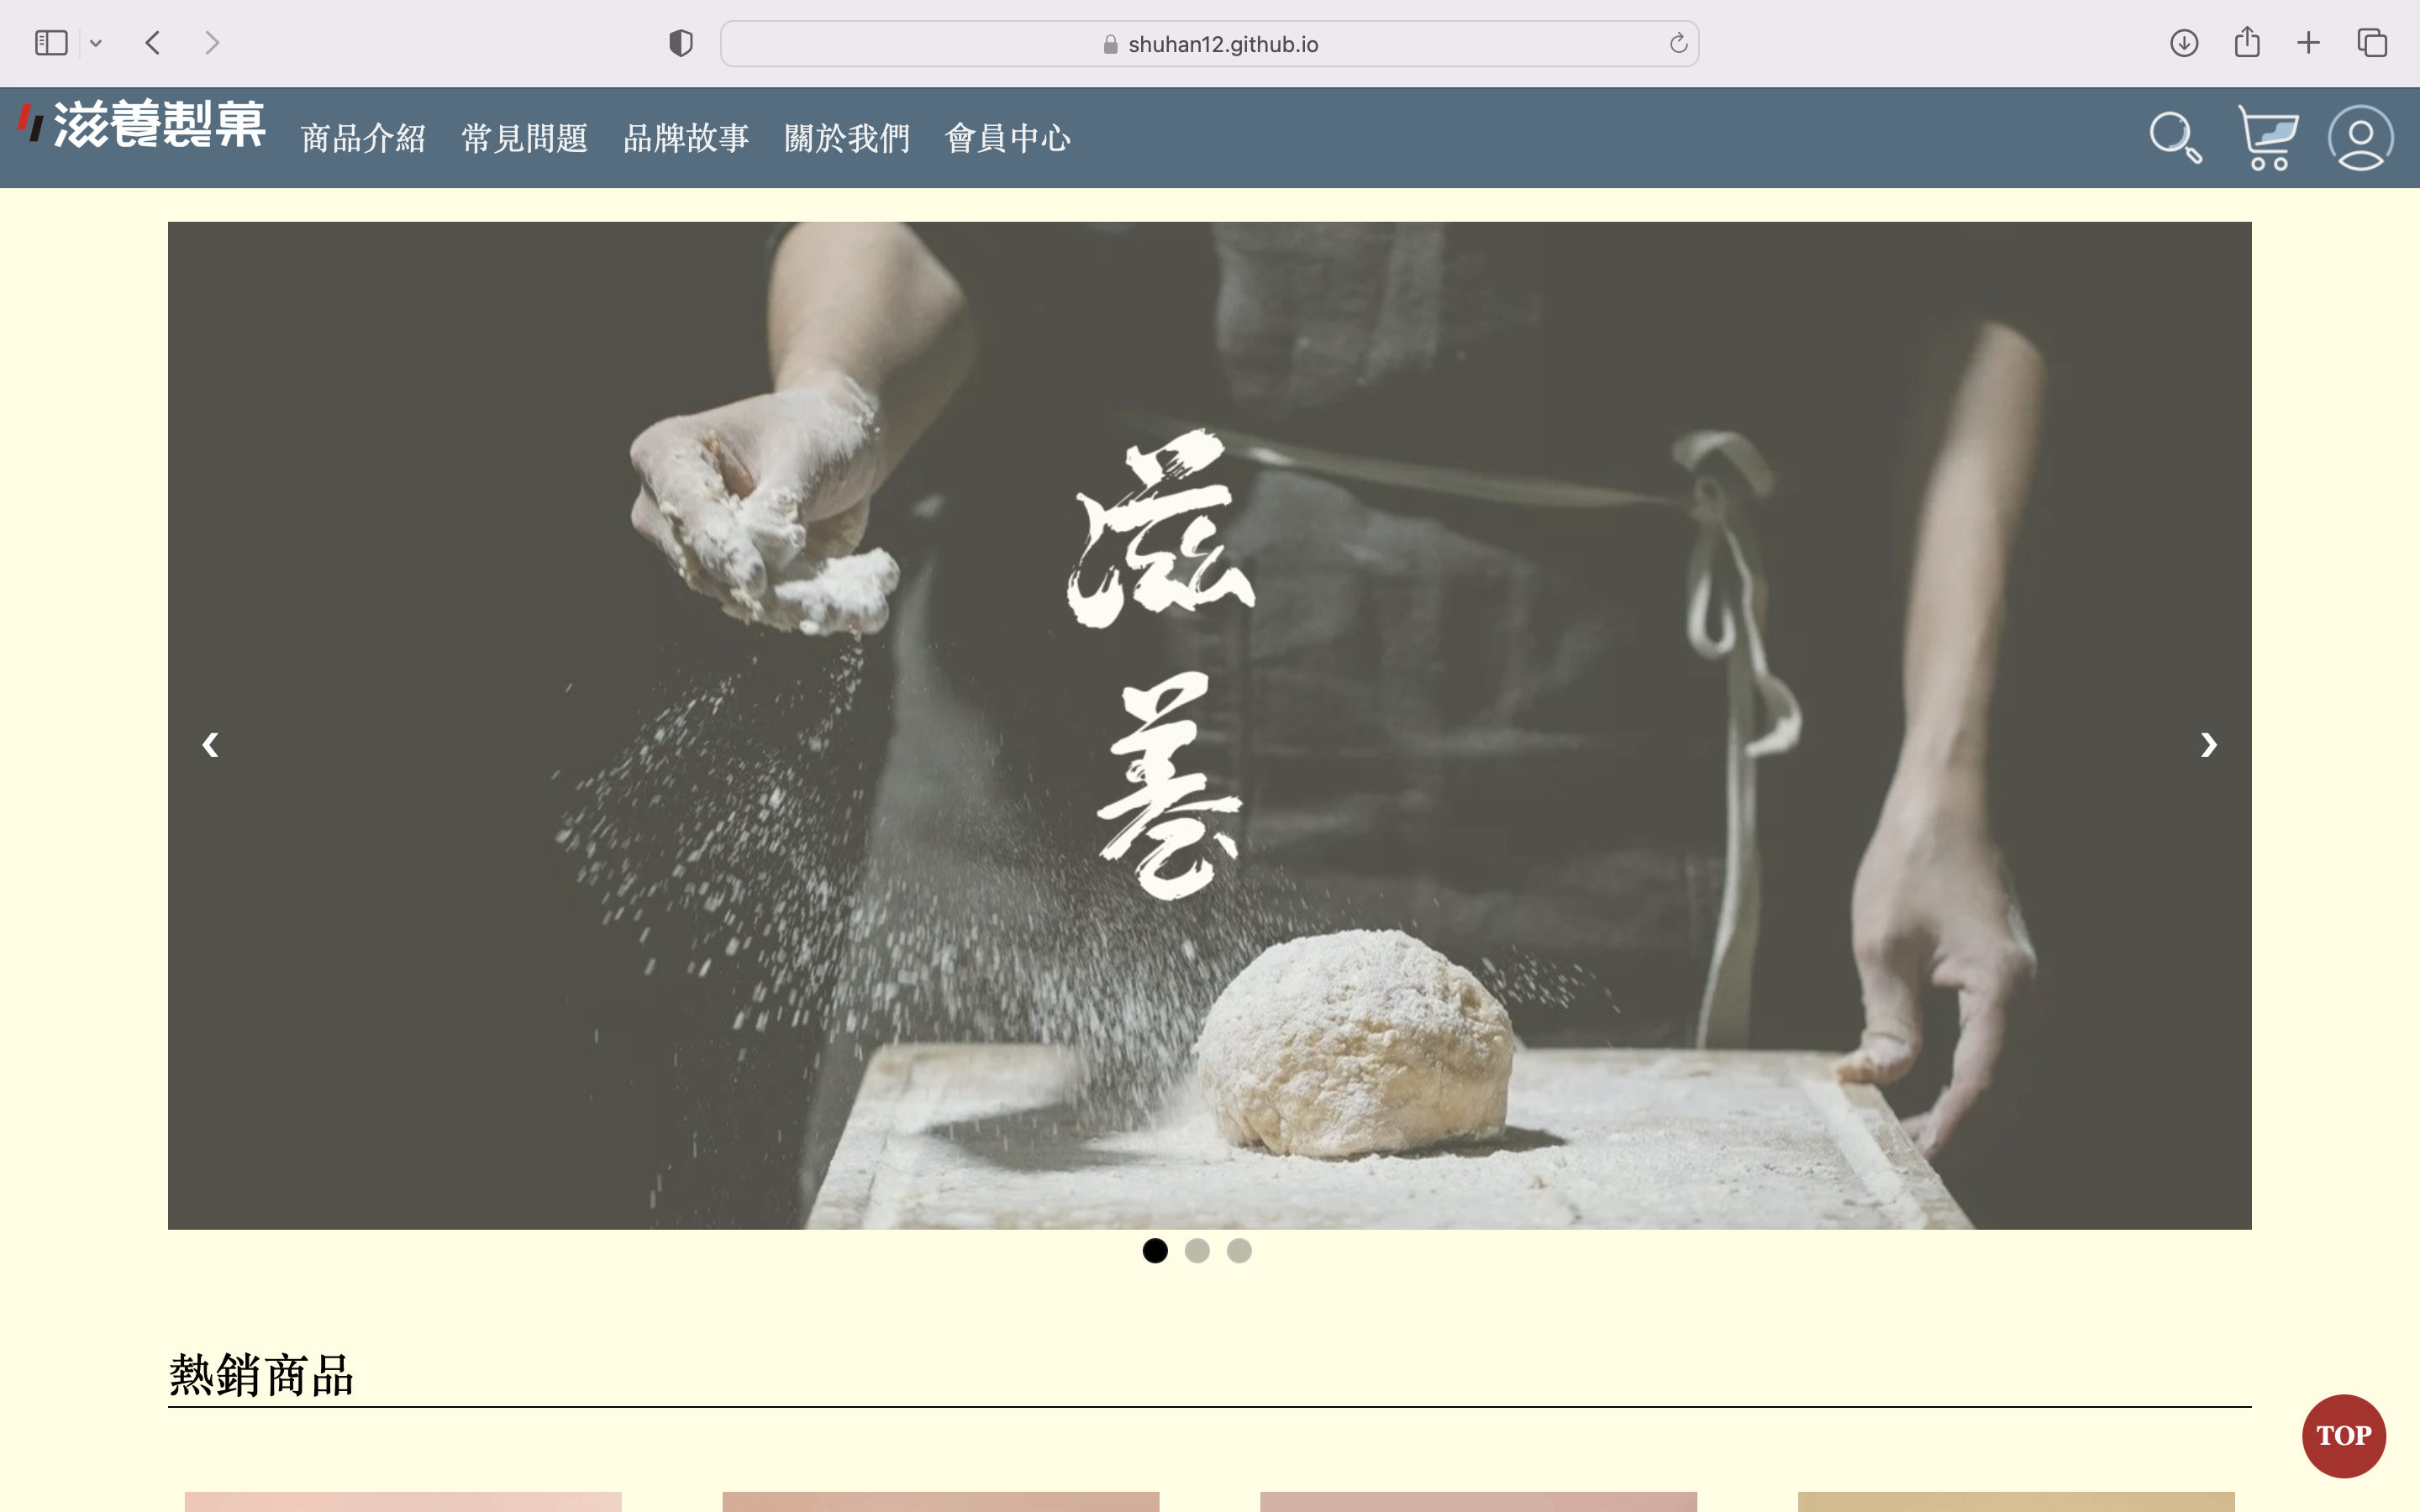 shuhan12.github.io
滋養製菓
商品介紹 常見問題 品牌故事 關於我們 會員中心
滋
養
熱銷商品
TOP